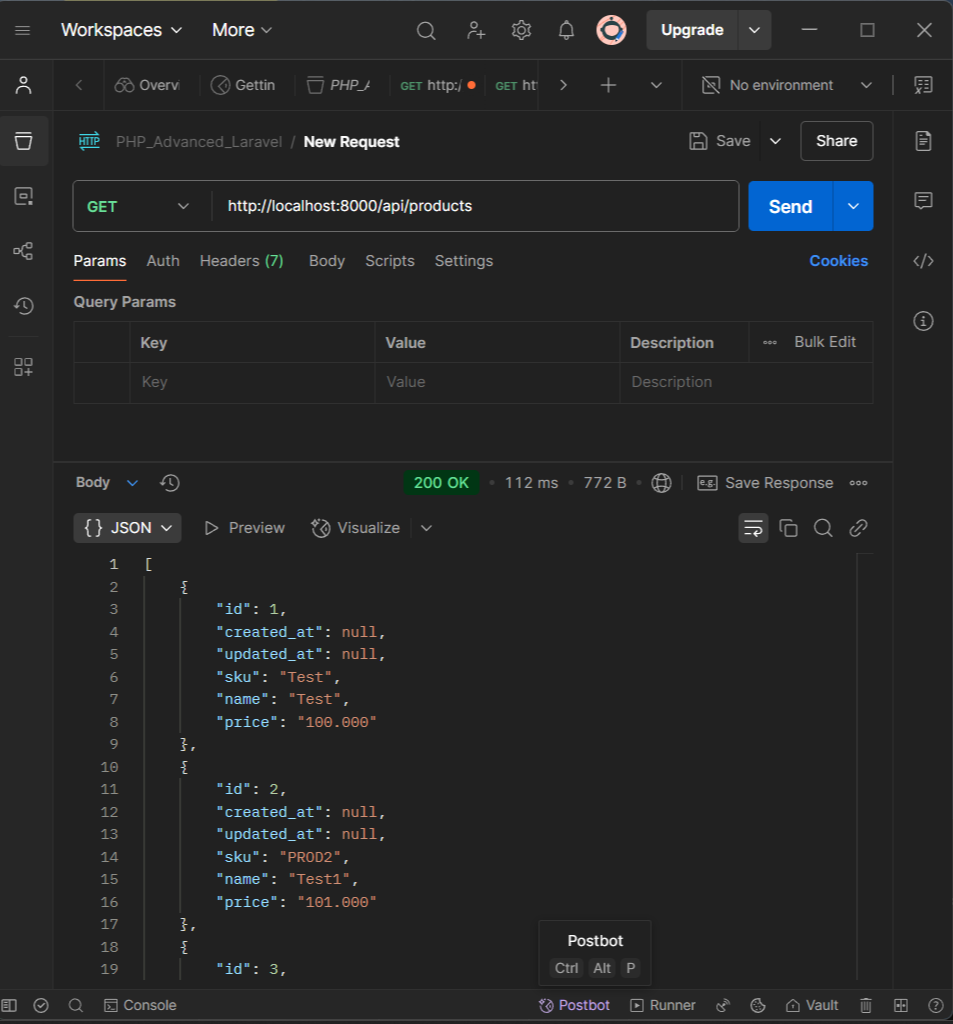 Workspaces More Upgrade
Overvi Gettin PHP_A GET http:/ GET htt No environment
HTTP PHP_Advanced_Laravel / New Request Save Share
GET http://localhost:8000/api/products Send
Params Auth Headers (7) Body Scripts Settings Cookies
Query Params
Key Value Description Bulk Edit
Key Value Description
Body 200 OK 112 ms 772 B e.g. Save Response
{} JSON Preview Visualize
1 [
2 {
3 "id": 1,
4 "created_at": null,
5 "updated_at": null,
6 "sku": "Test",
7 "name": "Test",
8 "price": "100.000"
9 },
10 {
11 "id": 2,
12 "created_at": null,
13 "updated_at": null,
14 "sku": "PROD2",
15 "name": "Test1",
16 "price": "101.000"
17 },
18 {
19 "id": 3,
Postbot
Ctrl Alt P
Console Postbot Runner Vault